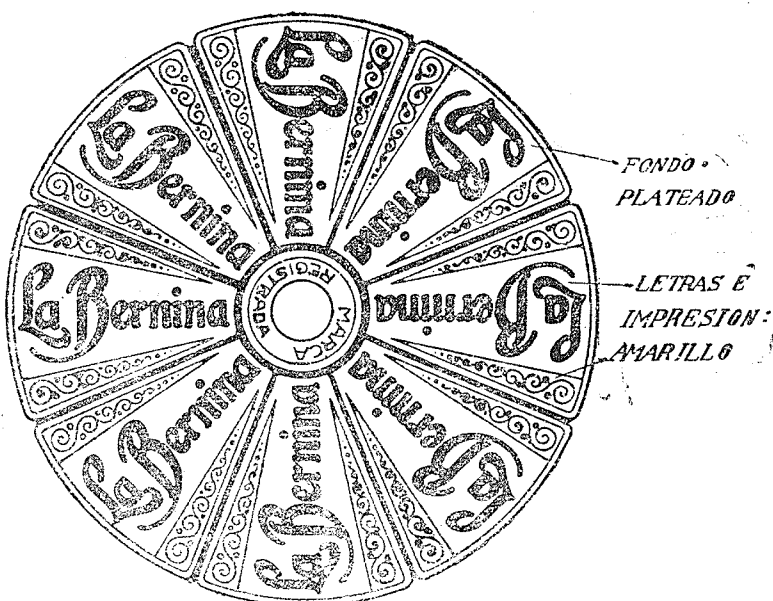 La Bernina
La Bernina
La Bernina
La Bernina
La Bernina
La Bernina
La Bernina
La Bernina
MARCA
REGISTRADA
FONDO
PLATEADO
LETRAS E
IMPRESION:
AMARILLO